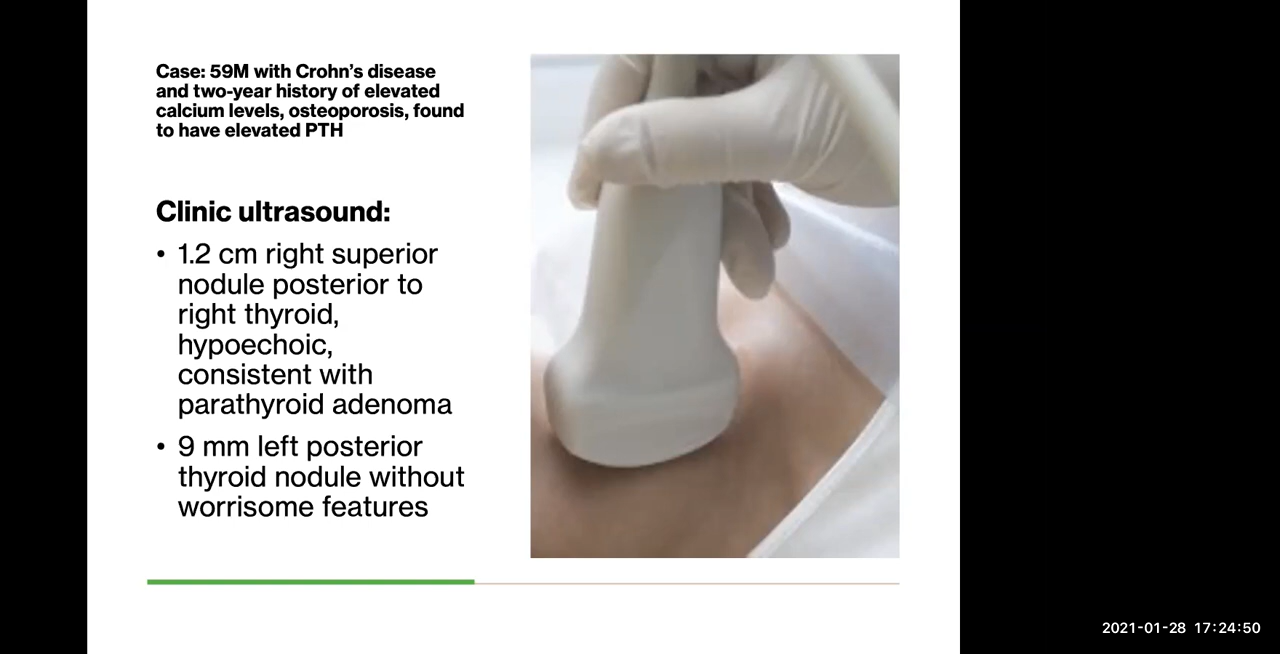 Case: 59M with Crohn’s disease
and two-year history of elevated
calcium levels, osteoporosis, found
to have elevated PTH
Clinic ultrasound:
• 1.2 cm right superior
nodule posterior to
right thyroid,
hypoechoic,
consistent with
parathyroid adenoma
• 9 mm left posterior
thyroid nodule without
worrisome features
2021-01-28 17:24:50